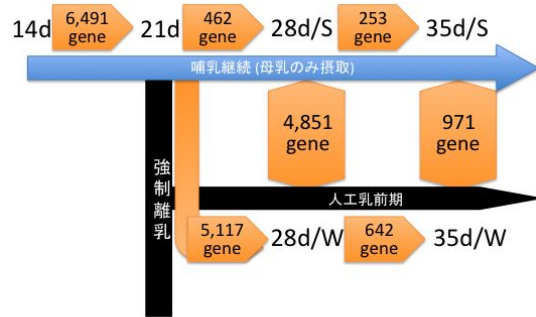 14d 6,491 gene 21d 462 gene 28d/S 253 gene 35d/S
哺乳継続 (母乳のみ摂取)
4,851 gene 971 gene
強制離乳
人工乳前期
5,117 gene 28d/W 642 gene 35d/W